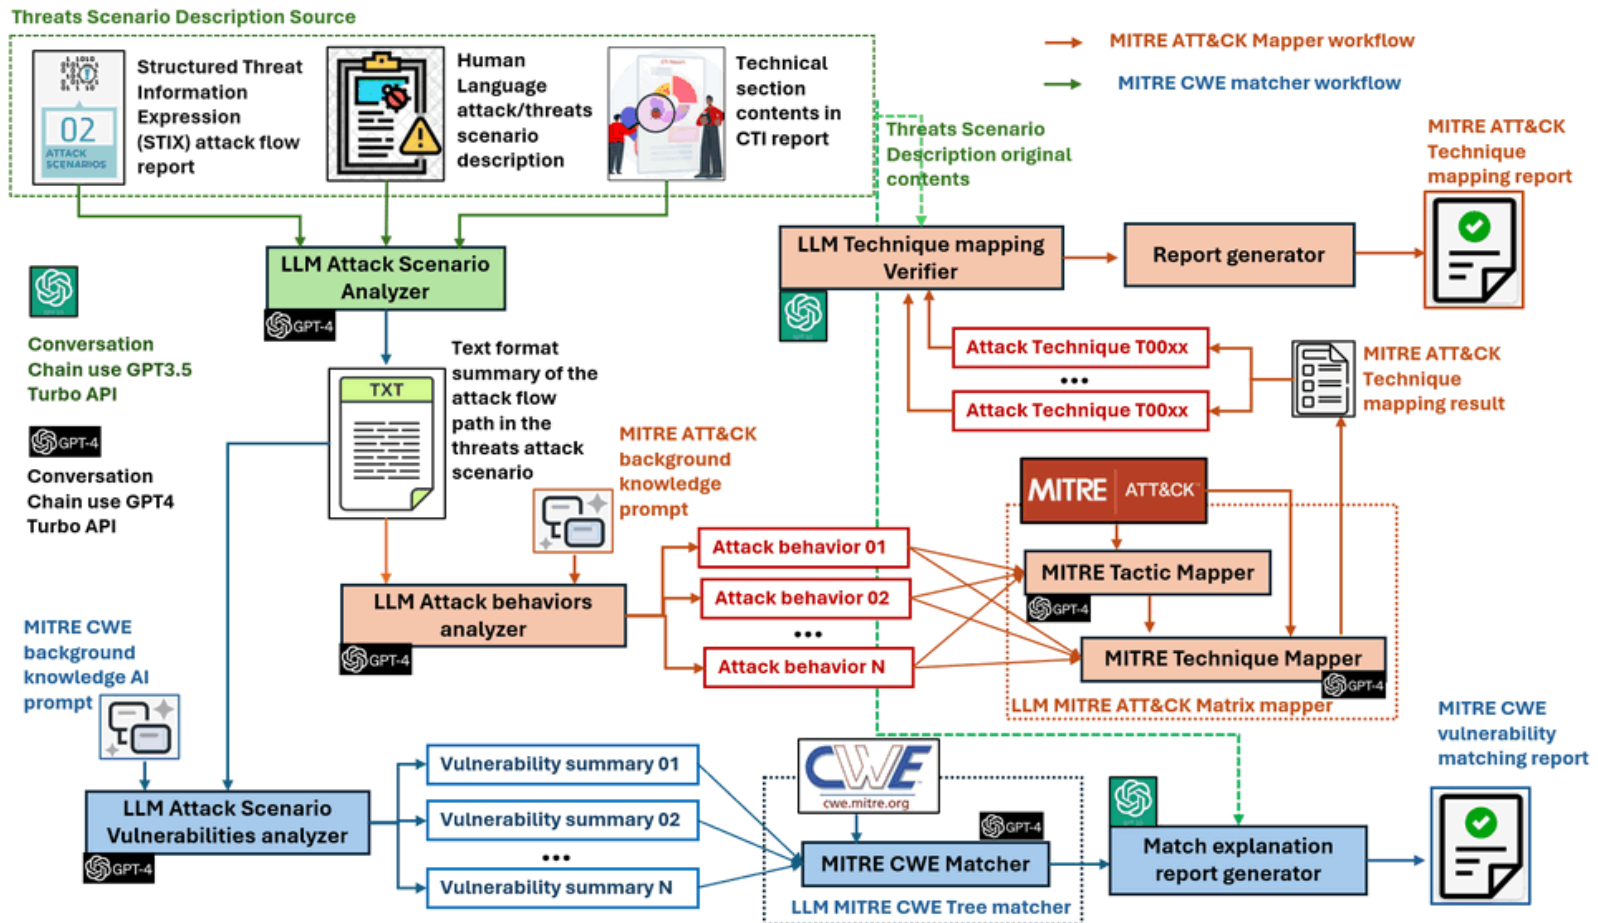 Threats Scenario Description Source
02
ATTACK
SCENARIOS
Structured Threat
Information
Expression
(STIX) attack flow
report
Human
Language
attack/threats
scenario
description
Technical
section
contents in
CTI report
MITRE ATT&CK Mapper workflow
MITRE CWE matcher workflow
Threats Scenario
Description original
contents
MITRE ATT&CK
Technique
mapping report
LLM Attack Scenario
Analyzer
GPT-4
LLM Technique mapping
Verifier
Report generator
Conversation
Chain use GPT3.5
Turbo API
GPT-4
Conversation
Chain use GPT4
Turbo API
TXT
Text format
summary of the
attack flow
path in the
threats attack
scenario
Attack Technique T00xx
...
Attack Technique T00xx
MITRE ATT&CK
Technique
mapping result
MITRE ATT&CK
background
knowledge
prompt
MITRE | ATT&CK
LLM Attack behaviors
analyzer
GPT-4
Attack behavior 01
Attack behavior 02
...
Attack behavior N
MITRE Tactic Mapper
GPT-4
MITRE Technique Mapper
GPT-4
LLM MITRE ATT&CK Matrix mapper
MITRE CWE
background
knowledge AI
prompt
LLM Attack Scenario
Vulnerabilities analyzer
GPT-4
Vulnerability summary 01
Vulnerability summary 02
...
Vulnerability summary N
CWE
cwe.mitre.org
GPT-4
MITRE CWE Matcher
LLM MITRE CWE Tree matcher
Match explanation
report generator
MITRE CWE
vulnerability
matching report